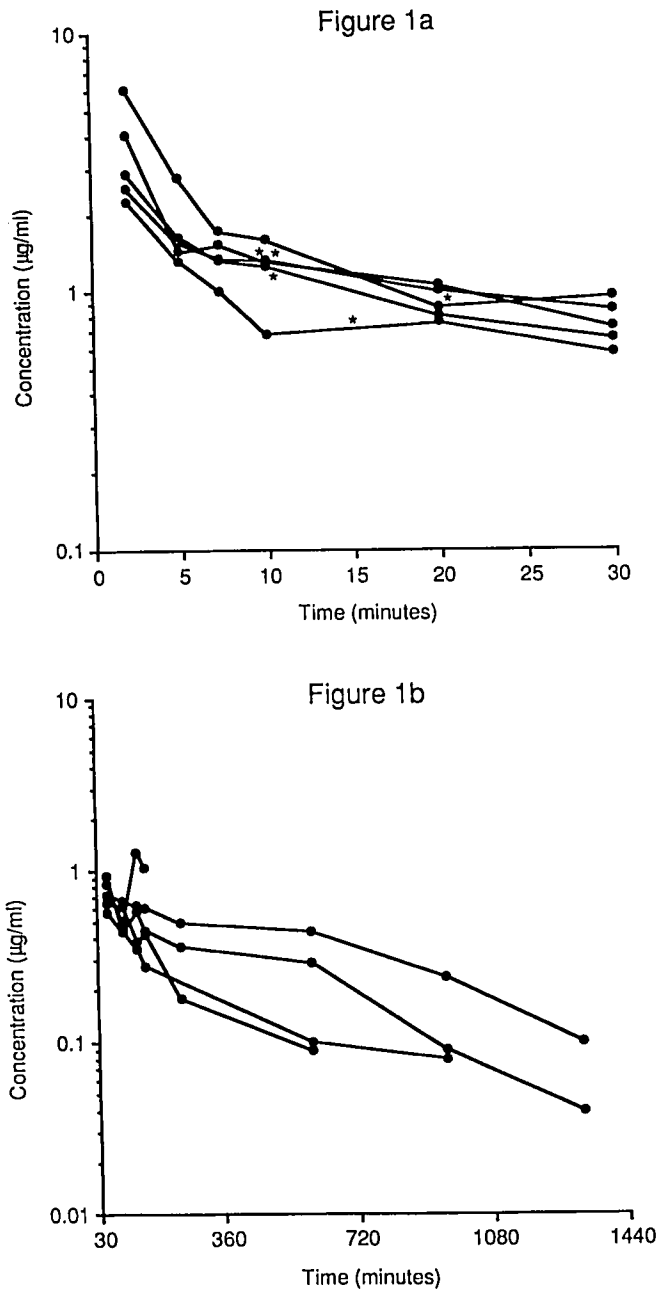 Figure 1a
10
1
0.1
Concentration (µg/ml)
* *
*
*
*
0 5 10 15 20 25 30
Time (minutes)
Figure 1b
10
1
0.1
0.01
Concentration (µg/ml)
30 360 720 1080 1440
Time (minutes)